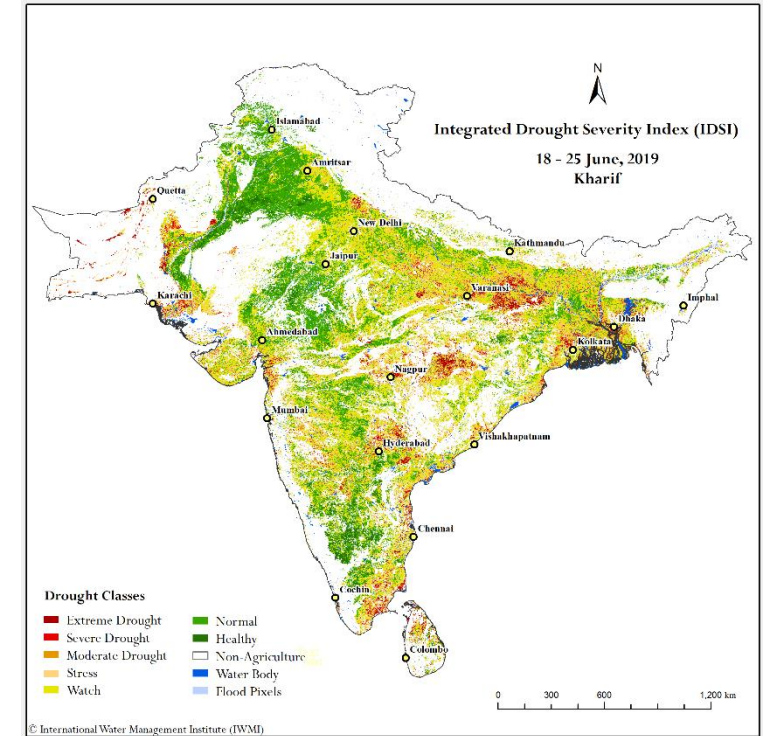 N
Integrated Drought Severity Index (IDSI)
18 - 25 June, 2019
Kharif
Islamabad
Amritsar
Quetta
New Delhi
Kathmandu
Jaipur
Varanasi
Karachi
Imphal
Dhaka
Ahmedabad
Kolkata
Nagpur
Mumbai
Hyderabad
Vishakhapatnam
Chennai
Cochin
Colombo
Drought Classes
Extreme Drought
Severe Drought
Moderate Drought
Stress
Watch
Normal
Healthy
Non-Agriculture
Water Body
Flood Pixels
0 300 600 1,200 km
© International Water Management Institute (IWMI)